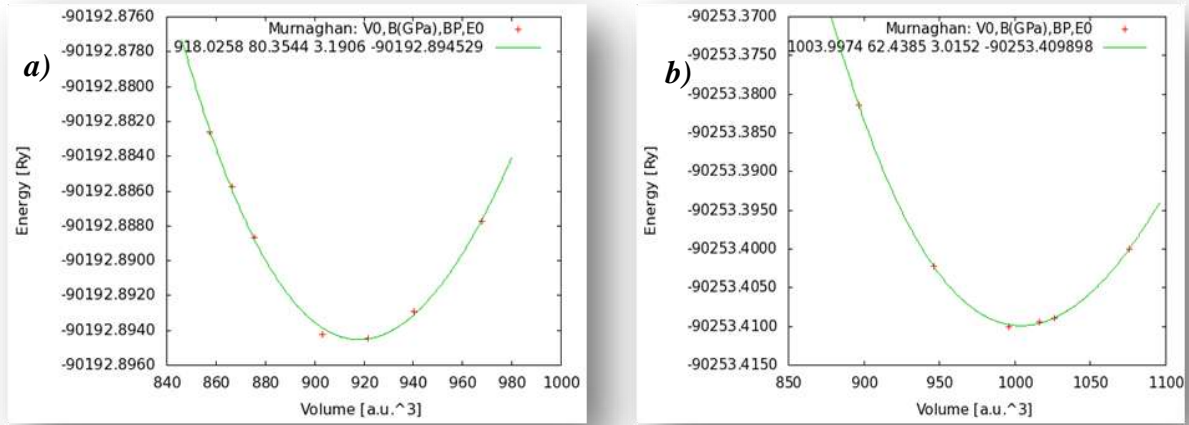 a)
Murnaghan: V0,B(GPa),BP,E0
918.0258 80.3544 3.1906 -90192.894529
Energy [Ry]
-90192.8760
-90192.8780
-90192.8800
-90192.8820
-90192.8840
-90192.8860
-90192.8880
-90192.8900
-90192.8920
-90192.8940
-90192.8960
840 860 880 900 920 940 960 980 1000
Volume [a.u.^3]
b)
Murnaghan: V0,B(GPa),BP,E0
1003.9974 62.4385 3.0152 -90253.409898
Energy [Ry]
-90253.3700
-90253.3750
-90253.3800
-90253.3850
-90253.3900
-90253.3950
-90253.4000
-90253.4050
-90253.4100
-90253.4150
850 900 950 1000 1050 1100
Volume [a.u.^3]